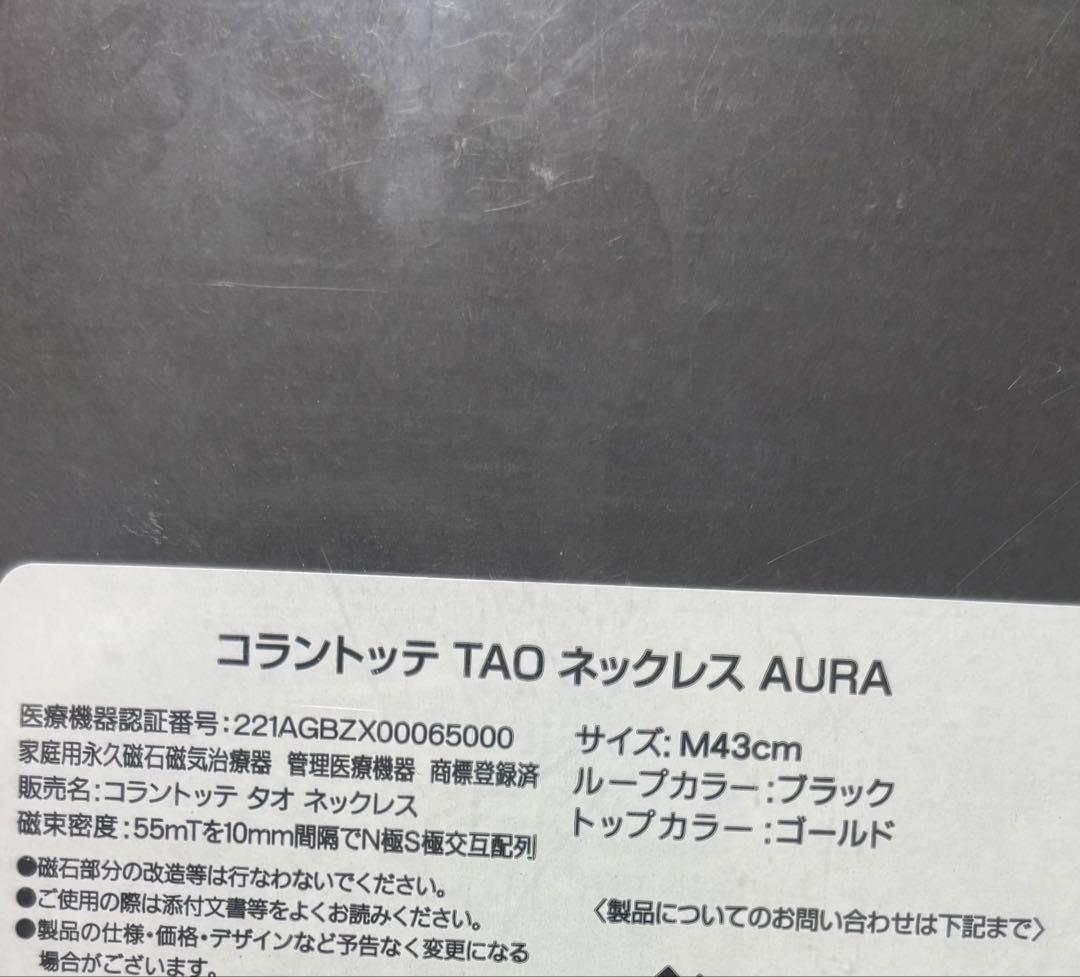 コラントッテ TAO ネックレス AURA
医療機器認証番号:221AGBZX00065000
家庭用永久磁石磁気治療器 管理医療機器 商標登録済
販売名:コラントッテ タオ ネックレス
磁束密度:55mTを10mm間隔でN極S極交互配列
●磁石部分の改造等は行なわないでください。
●ご使用の際は添付文書等をよくお読みください。
●製品の仕様・価格・デザインなど予告なく変更になる
場合がございます。
サイズ:M43cm
ループカラー:ブラック
トップカラー:ゴールド
〈製品についてのお問い合わせは下記まで〉